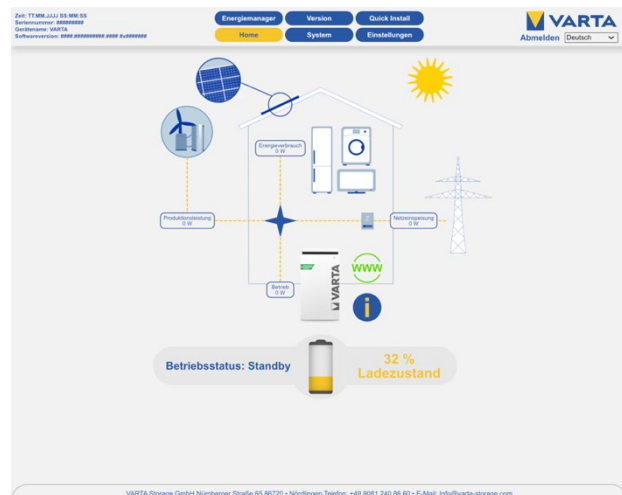 Zeit: TT.MM.JJJJ SS:MM:SS
Seriennummer: #########
Gerätename: VARTA
Softwareversion: ####.##########.#### #u#######
Energiemanager
Version
Quick Install
Home
System
Einstellungen
VARTA
Abmelden Deutsch
Energieverbrauch
0 W
Produktionsleistung
0 W
Z
Netzeinspeisung
0 W
Betrieb
0 W
VARTA
www
i
Betriebsstatus: Standby
32 %
Ladezustand
VARTA Storage GmbH Nürnberger Straße 65 86720 • Nördlingen Telefon: +49 9081 240 86 60 • E-Mail: Info@varta-storage.com